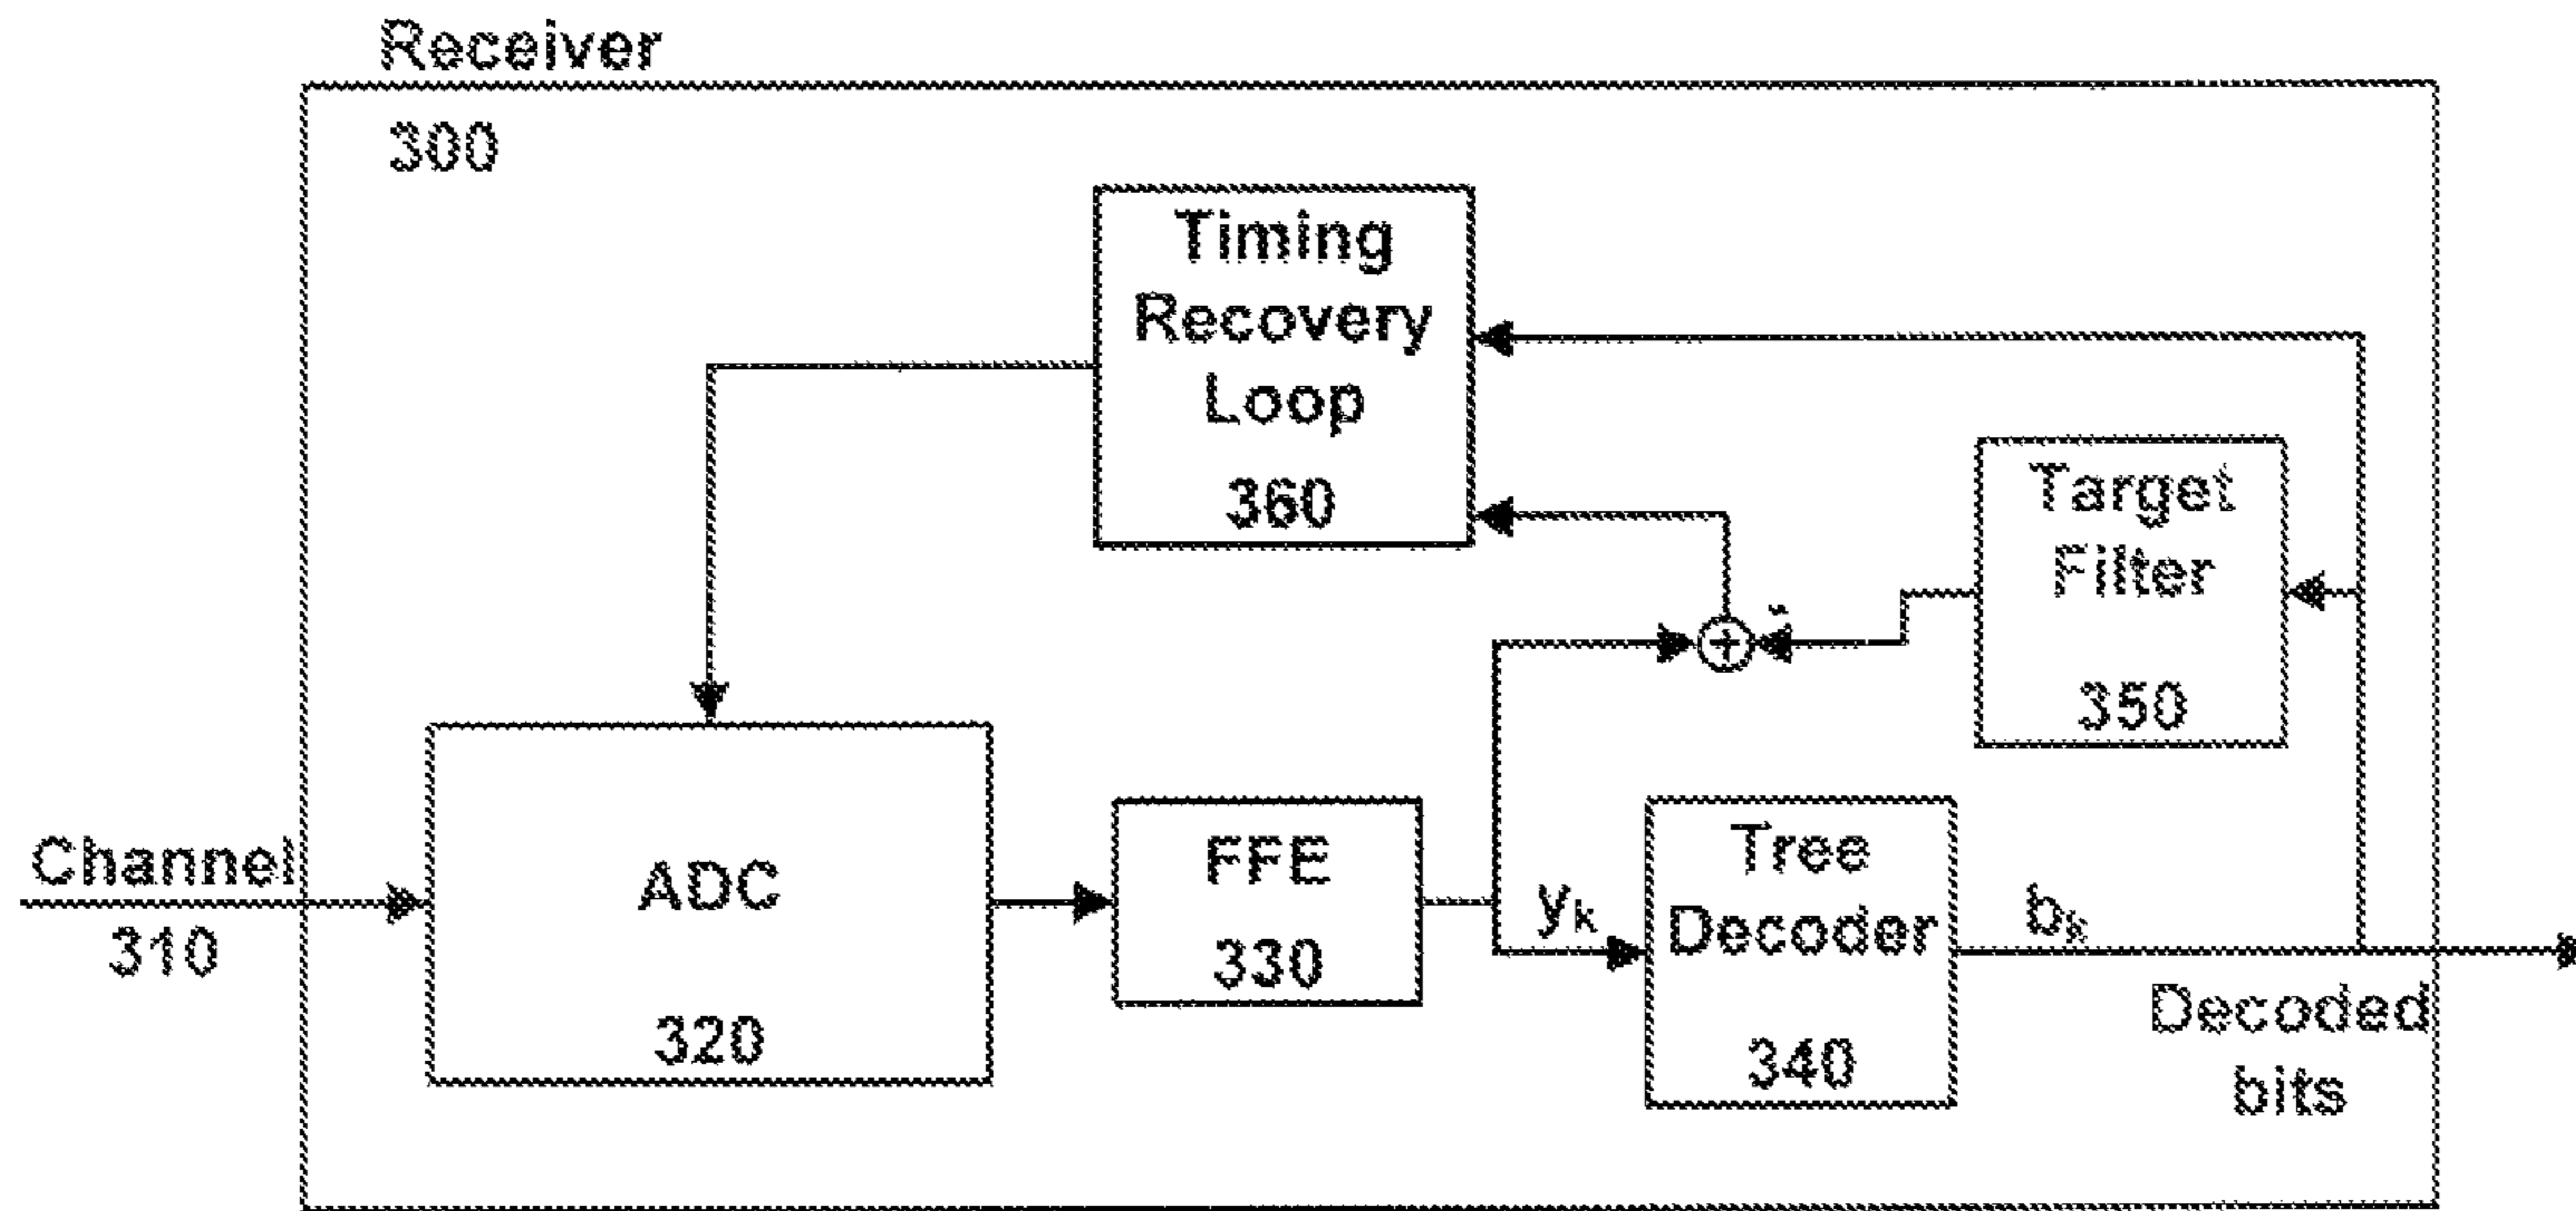 Receiver
300
Timing
Recovery
Loop
360
Target
Filter
350
-
+
Channel
310
ADC
320
FFE
330
yk
Tree
Decoder
340
bk
Decoded
bits